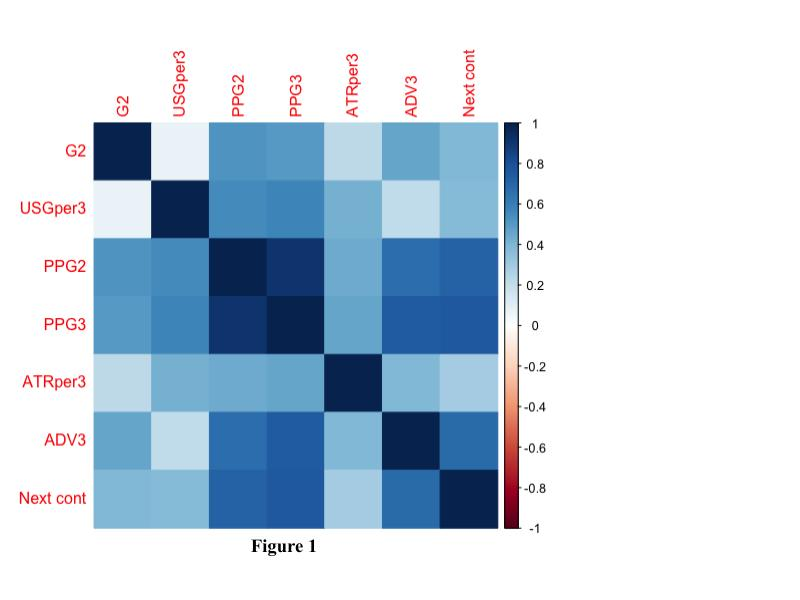 G2
USGper3
PPG2
PPG3
ATRper3
ADV3
Next cont
G2
USGper3
PPG2
PPG3
ATRper3
ADV3
Next cont
1
0.8
0.6
0.4
0.2
0
-0.2
-0.4
-0.6
-0.8
-1
Figure 1